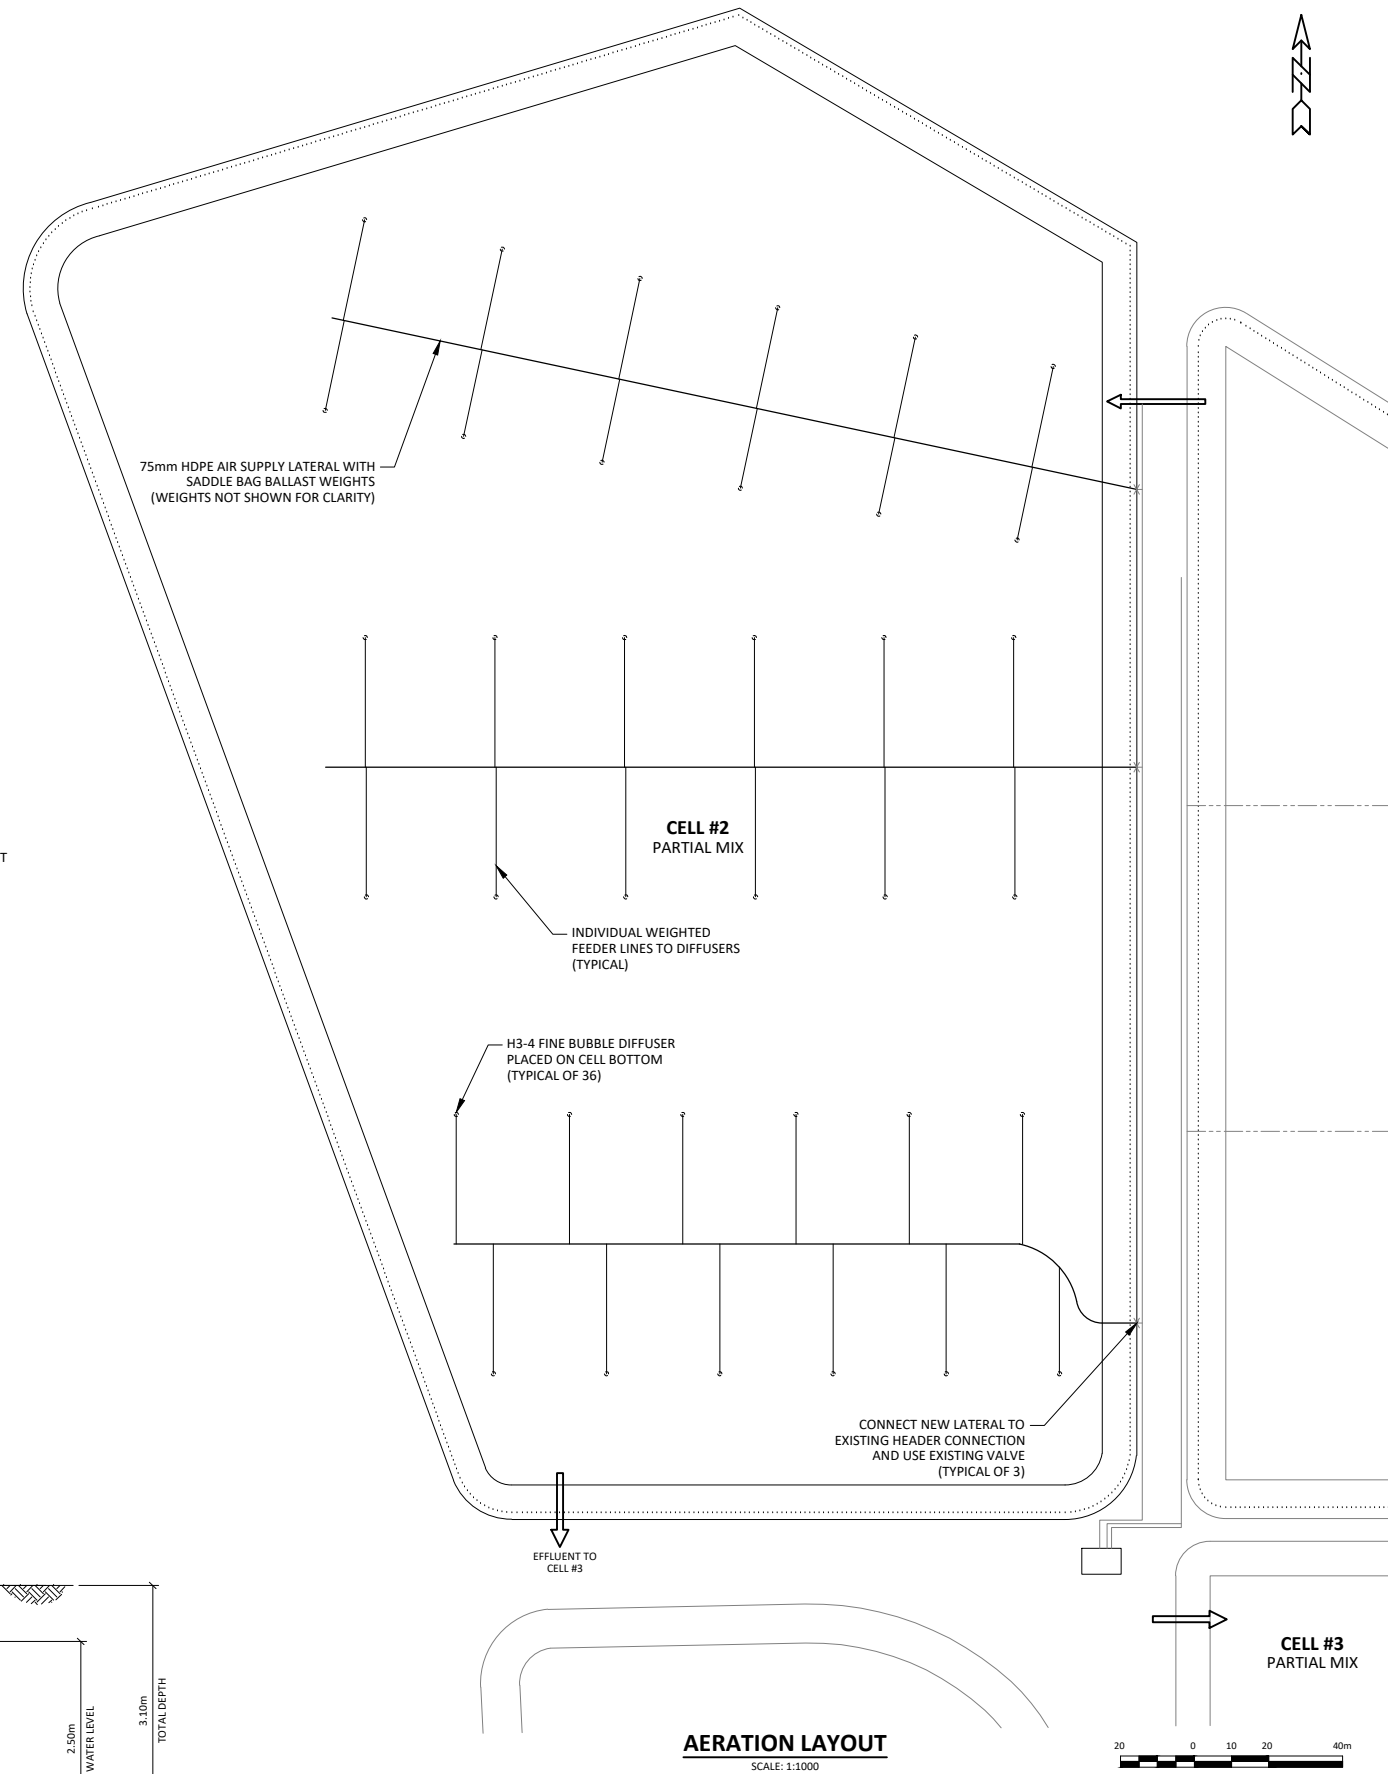 N
75mm HDPE AIR SUPPLY LATERAL WITH
SADDLE BAG BALLAST WEIGHTS
(WEIGHTS NOT SHOWN FOR CLARITY)
CELL #2
PARTIAL MIX
T
INDIVIDUAL WEIGHTED
FEEDER LINES TO DIFFUSERS
(TYPICAL)
H3-4 FINE BUBBLE DIFFUSER
PLACED ON CELL BOTTOM
(TYPICAL OF 36)
CONNECT NEW LATERAL TO
EXISTING HEADER CONNECTION
AND USE EXISTING VALVE
(TYPICAL OF 3)
EFFLUENT TO
CELL #3
CELL #3
PARTIAL MIX
2.50m
WATER LEVEL
3.10m
TOTAL DEPTH
AERATION LAYOUT
SCALE: 1:1000
20 0 10 20 40m